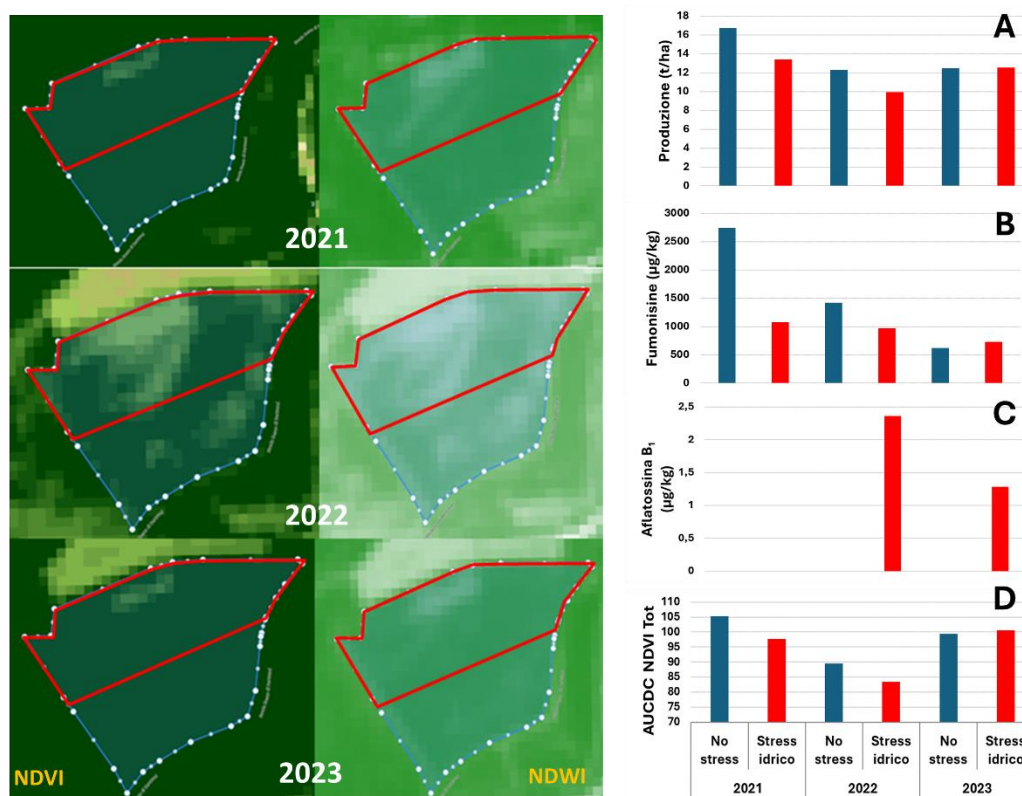 2021
2022
NDVI
2023
NDWI
A
Produzione (t/ha)
18
16
14
12
10
8
6
4
2
0
B
Fumonisine (µg/kg)
3000
2500
2000
1500
1000
500
0
C
Aflatossina B₁
(µg/kg)
2,5
2
1,5
1
0,5
0
D
AUCDC NDVI Tot
110
105
100
95
90
85
80
75
70
No stress Stress idrico No stress Stress idrico No stress Stress idrico
2021 2022 2023